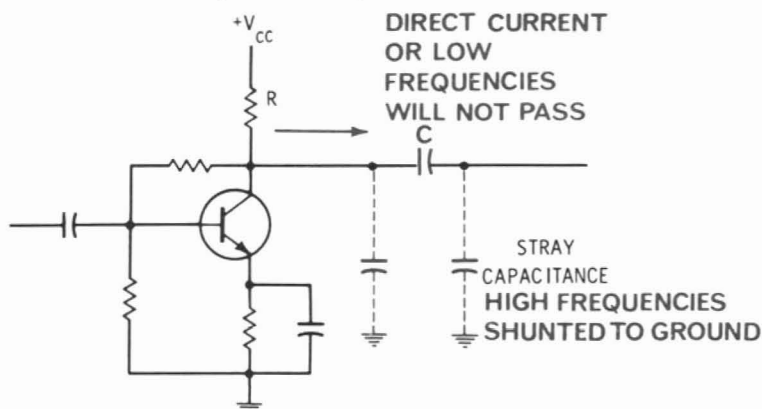 +VCC
DIRECT CURRENT
OR LOW
FREQUENCIES
WILL NOT PASS
R
C
STRAY
CAPACITANCE
HIGH FREQUENCIES
SHUNTED TO GROUND